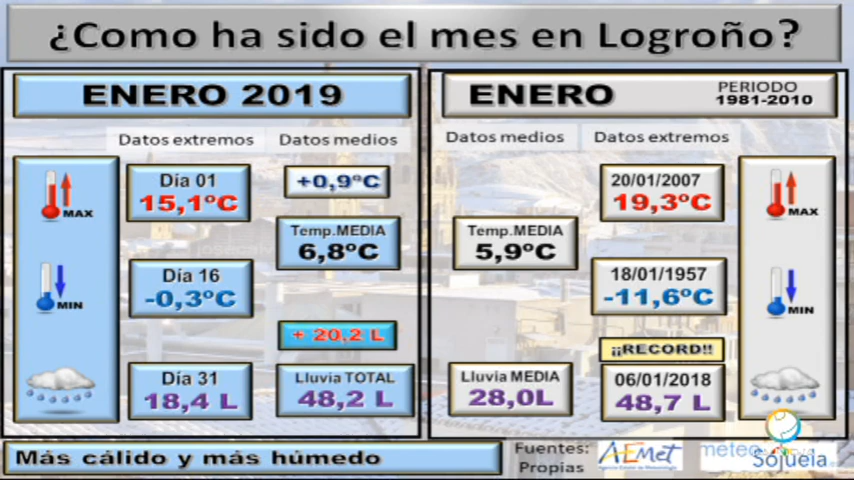 ¿Como ha sido el mes en Logroño?
ENERO 2019
Datos extremos
Datos medios
MAX
Día 01
15,1ºC
+0,9ºC
Temp.MEDIA
6,8ºC
MIN
Día 16
-0,3ºC
+ 20,2 L
Día 31
18,4 L
Lluvia TOTAL
48,2 L
ENERO
PERIODO
1981-2010
Datos medios
Datos extremos
20/01/2007
19,3ºC
MAX
Temp.MEDIA
5,9ºC
18/01/1957
-11,6ºC
MIN
¡¡RECORD!!
Lluvia MEDIA
28,0L
06/01/2018
48,7 L
Más cálido y más húmedo
Fuentes:
Propias
AEMet
Agencia Estatal de Meteorología
meteo
Sojuela